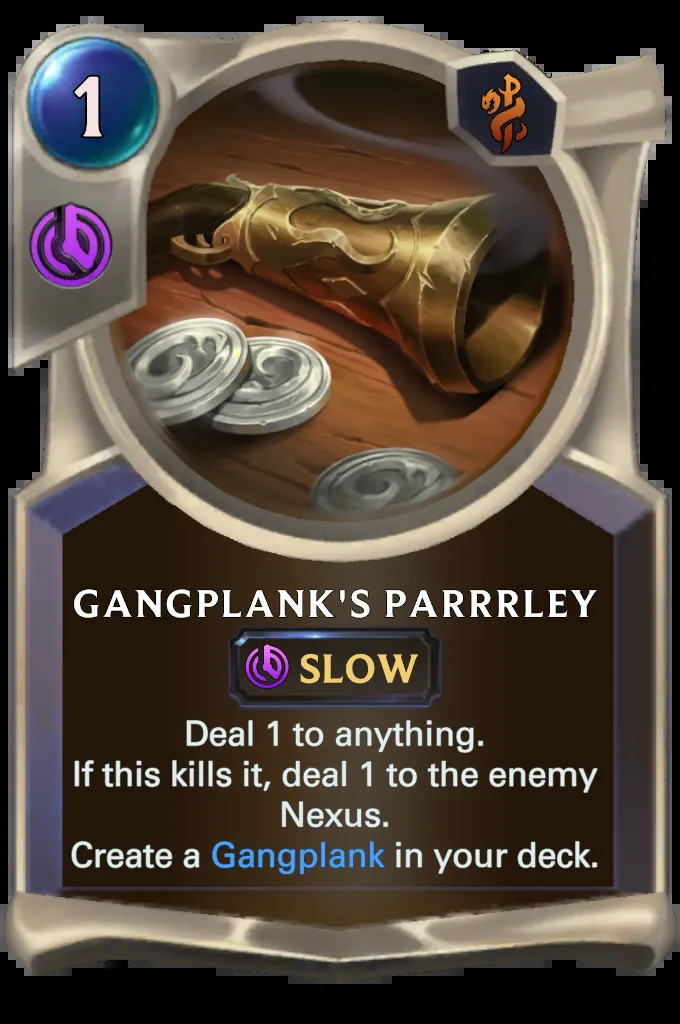 1
GANGPLANK'S PARRRLEY
SLOW
Deal 1 to anything.
If this kills it, deal 1 to the enemy
Nexus.
Create a Gangplank in your deck.